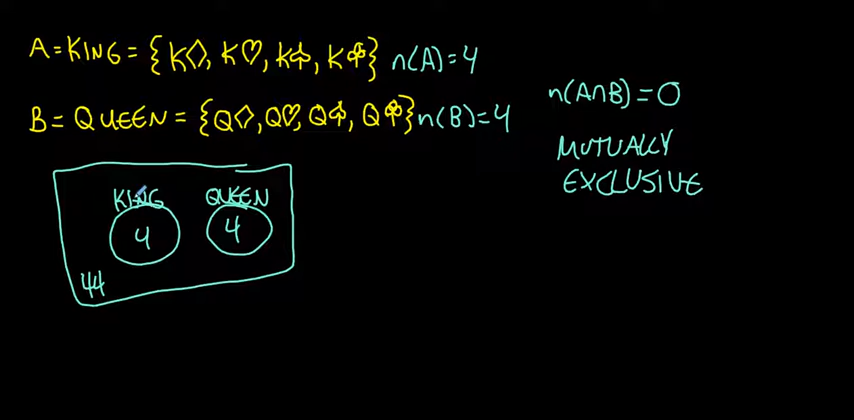 A = KING = {K♢, K♡, K♤, K♧} n(A) = 4
B = QUEEN = {Q♢, Q♡, Q♤, Q♧} n(B) = 4
n(A∩B) = 0
MUTUALLY
EXCLUSIVE
KING QUEEN
4 4
44